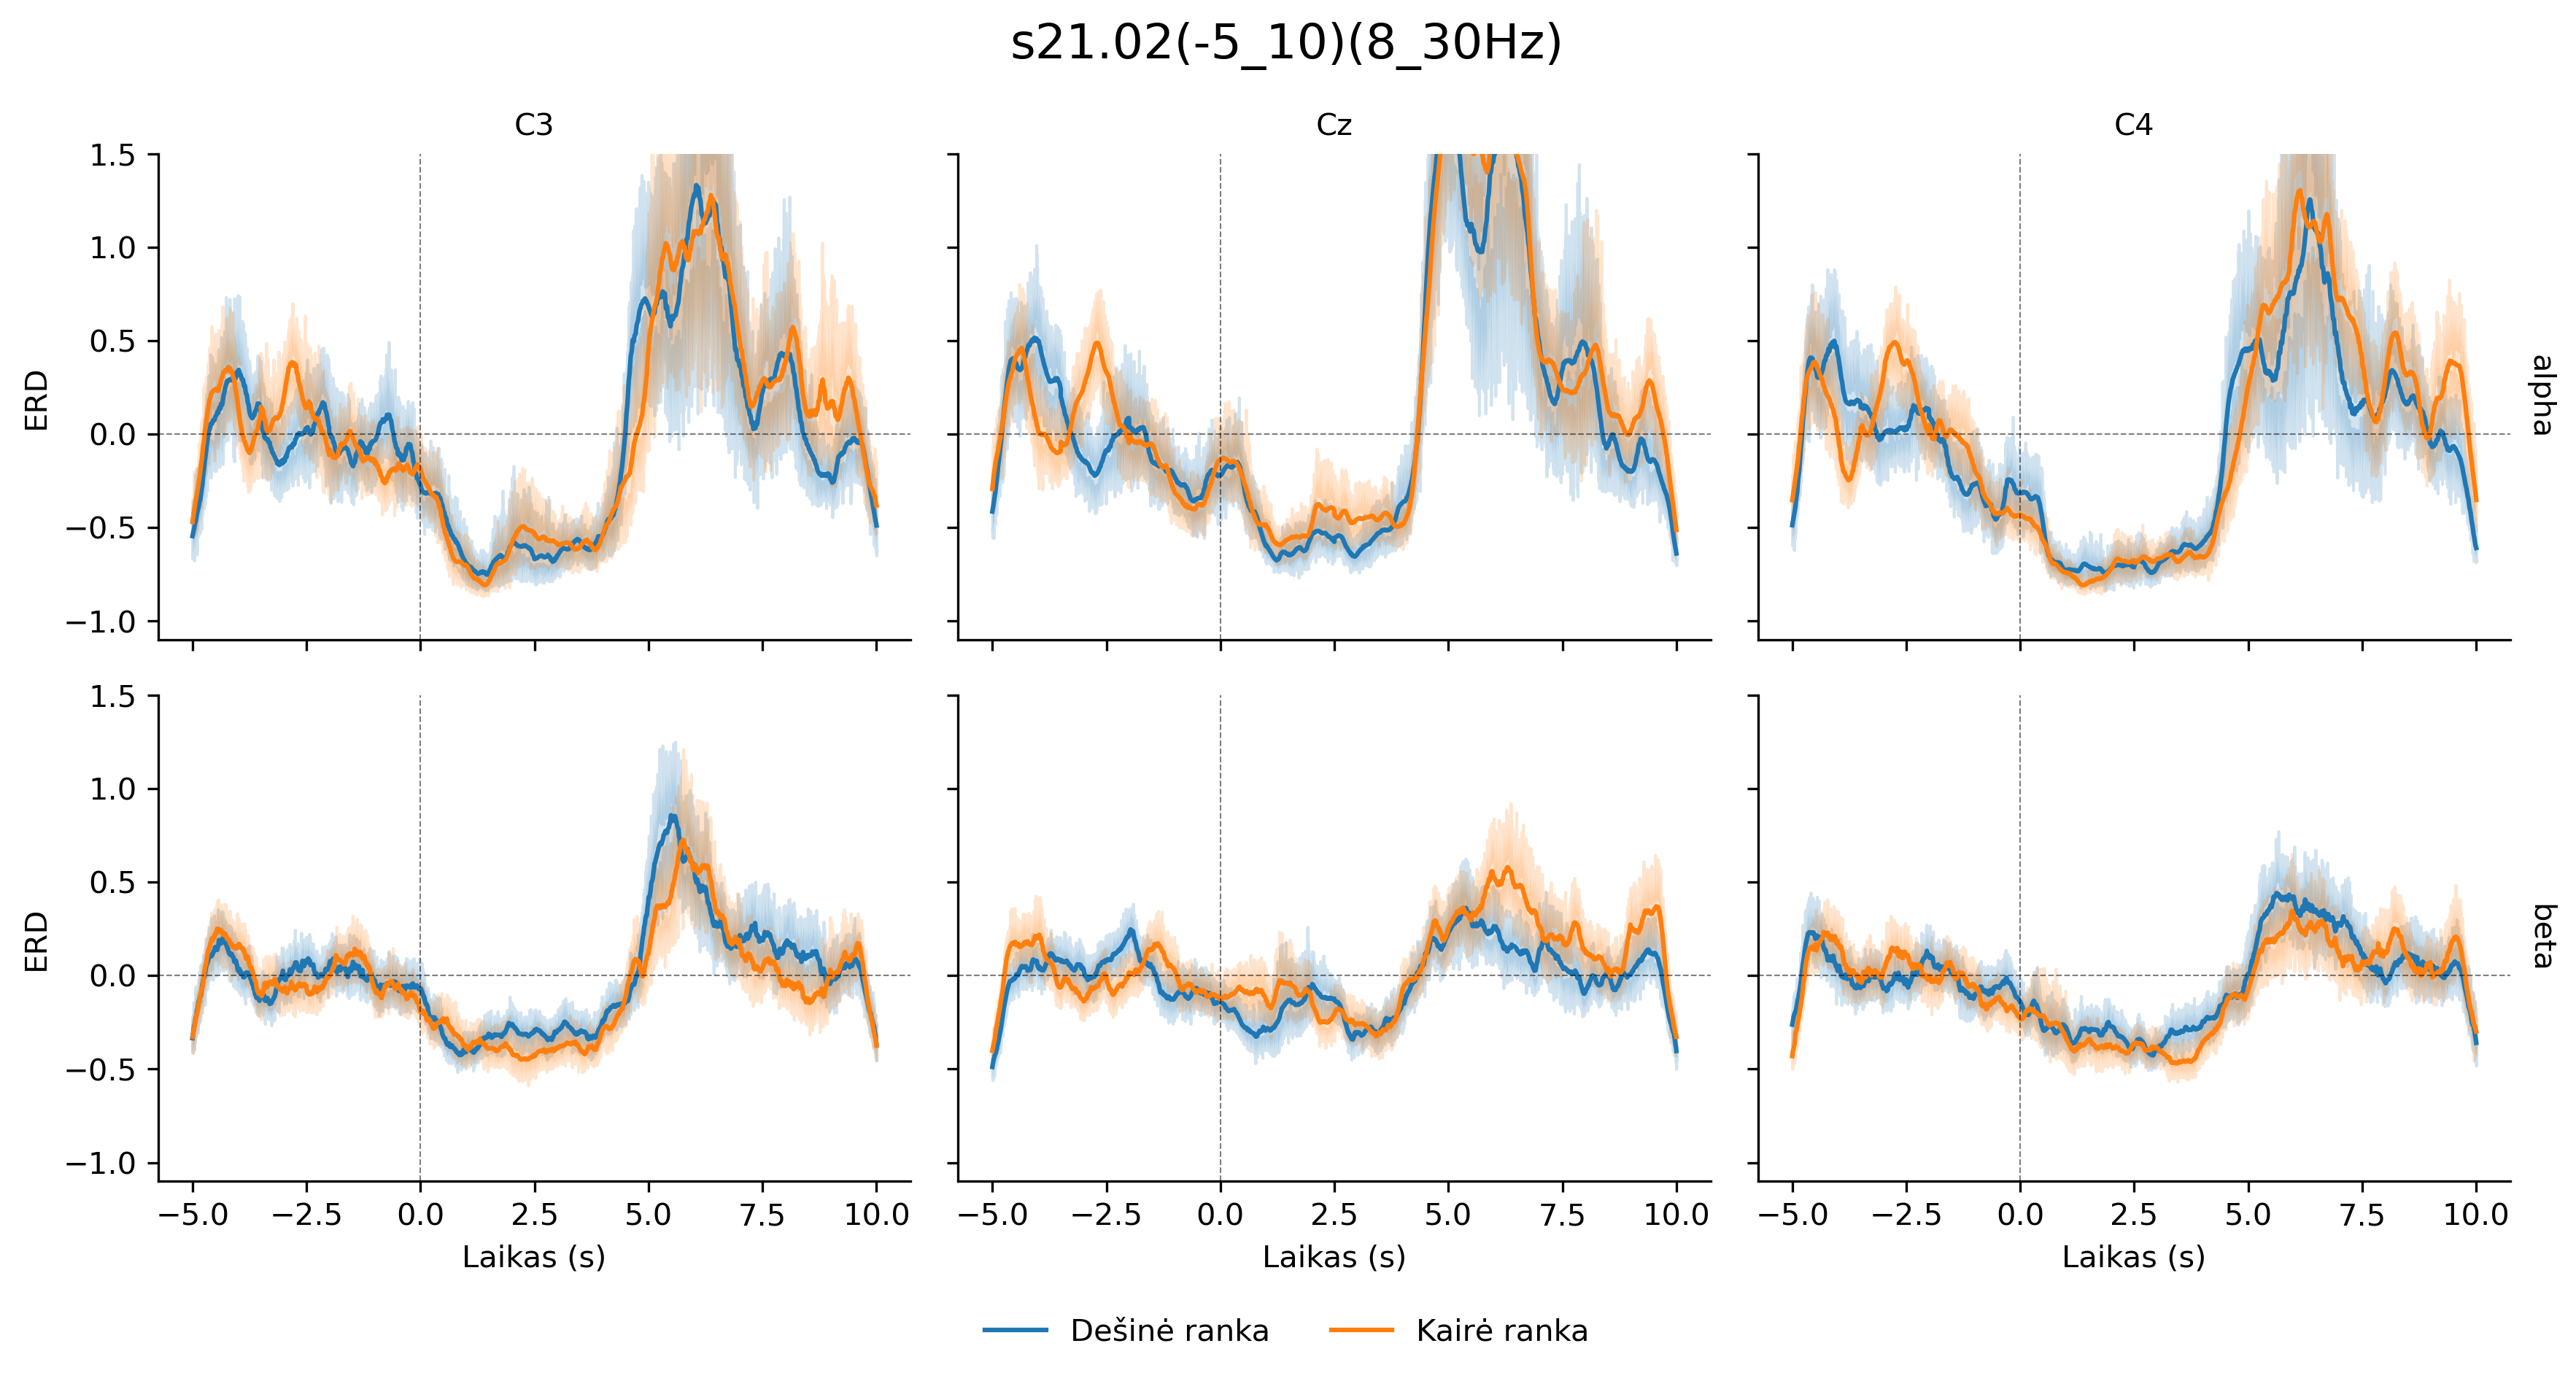 s21.02(-5_10)(8_30Hz)
C3 Cz C4
1.5
1.0
0.5
0.0
−0.5
−1.0
ERD
alpha
1.5
1.0
0.5
0.0
−0.5
−1.0
ERD
beta
−5.0 −2.5 0.0 2.5 5.0 7.5 10.0 −5.0 −2.5 0.0 2.5 5.0 7.5 10.0 −5.0 −2.5 0.0 2.5 5.0 7.5 10.0
Laikas (s) Laikas (s) Laikas (s)
Dešinė ranka Kairė ranka